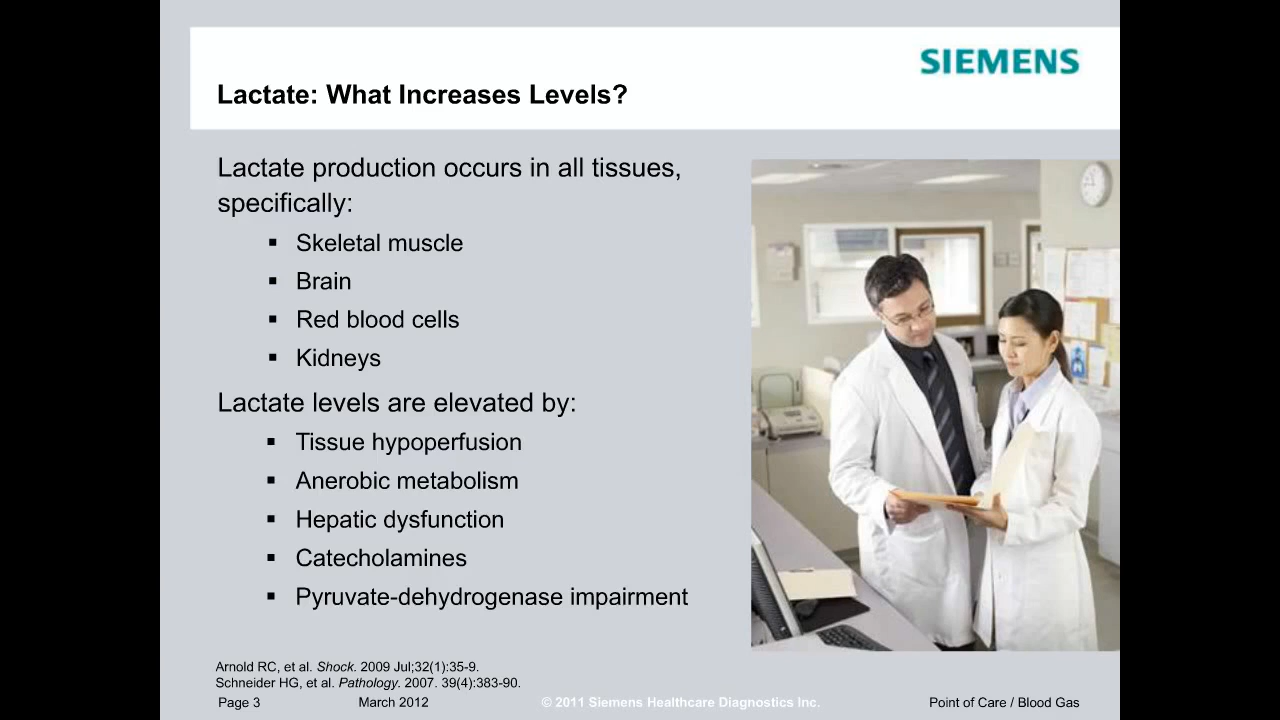 SIEMENS
Lactate: What Increases Levels?
Lactate production occurs in all tissues,
specifically:
▪ Skeletal muscle
▪ Brain
▪ Red blood cells
▪ Kidneys
Lactate levels are elevated by:
▪ Tissue hypoperfusion
▪ Anerobic metabolism
▪ Hepatic dysfunction
▪ Catecholamines
▪ Pyruvate-dehydrogenase impairment
Arnold RC, et al. Shock. 2009 Jul;32(1):35-9.
Schneider HG, et al. Pathology. 2007. 39(4):383-90.
Page 3 March 2012 © 2011 Siemens Healthcare Diagnostics Inc. Point of Care / Blood Gas